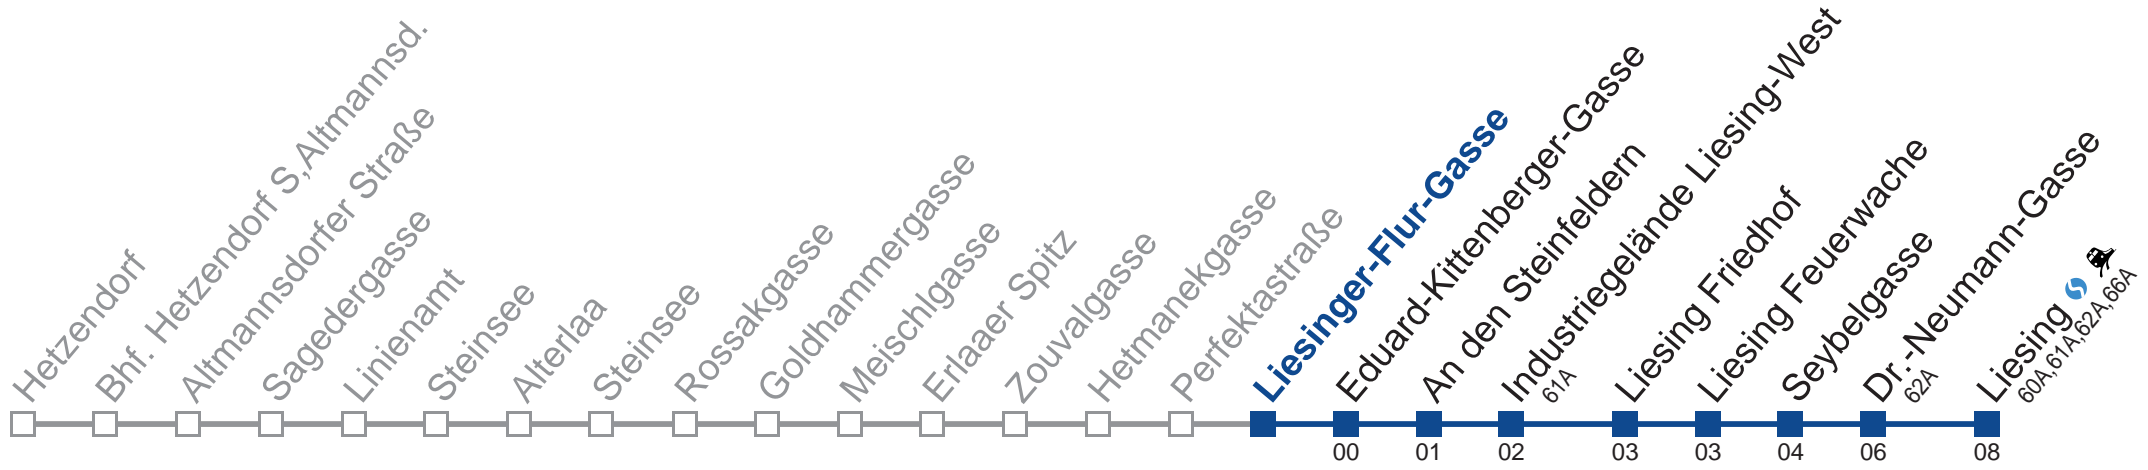 Hetzendorf
Bhf. Hetzendorf S,Altmannsd.
Altmannsdorfer Straße
Sagedergasse
Linienamt
Steinsee
Alterlaa
Steinsee
Rossakgasse
Goldhammergasse
Meischlgasse
Erlaaer Spitz
Zouvalgasse
Hetmanekgasse
Perfektastraße
Liesinger-Flur-Gasse
Eduard-Kittenberger-Gasse
An den Steinfeldern
Industriegelände Liesing-West
61A
Liesing Friedhof
Liesing Feuerwache
Seybelgasse
Dr.-Neumann-Gasse
62A
Liesing
60A,61A,62A,66A
00 01 02 03 03 04 06 08